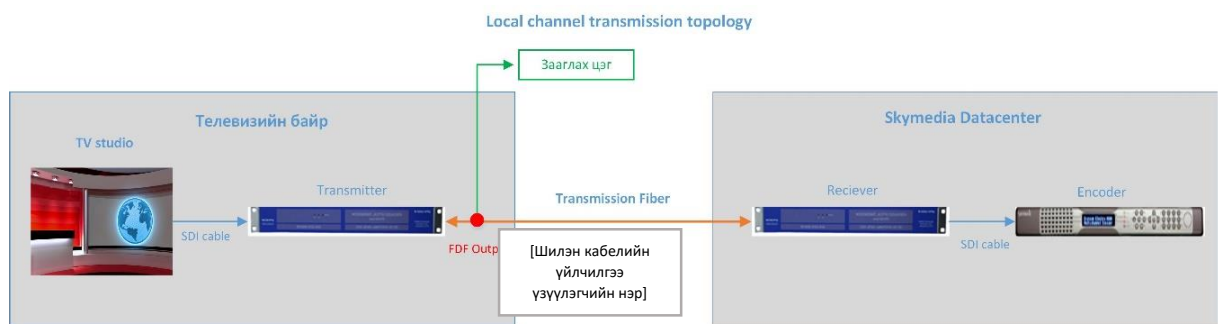 Local channel transmission topology
Зааглах цэг
Телевизийн байр
Skymedia Datacenter
TV studio
Transmitter
Transmission Fiber
Reciever
Encoder
SDI cable
FDF Outp
[Шилэн кабелийн
үйлчилгээ
үзүүлэгчийн нэр]
SDI cable